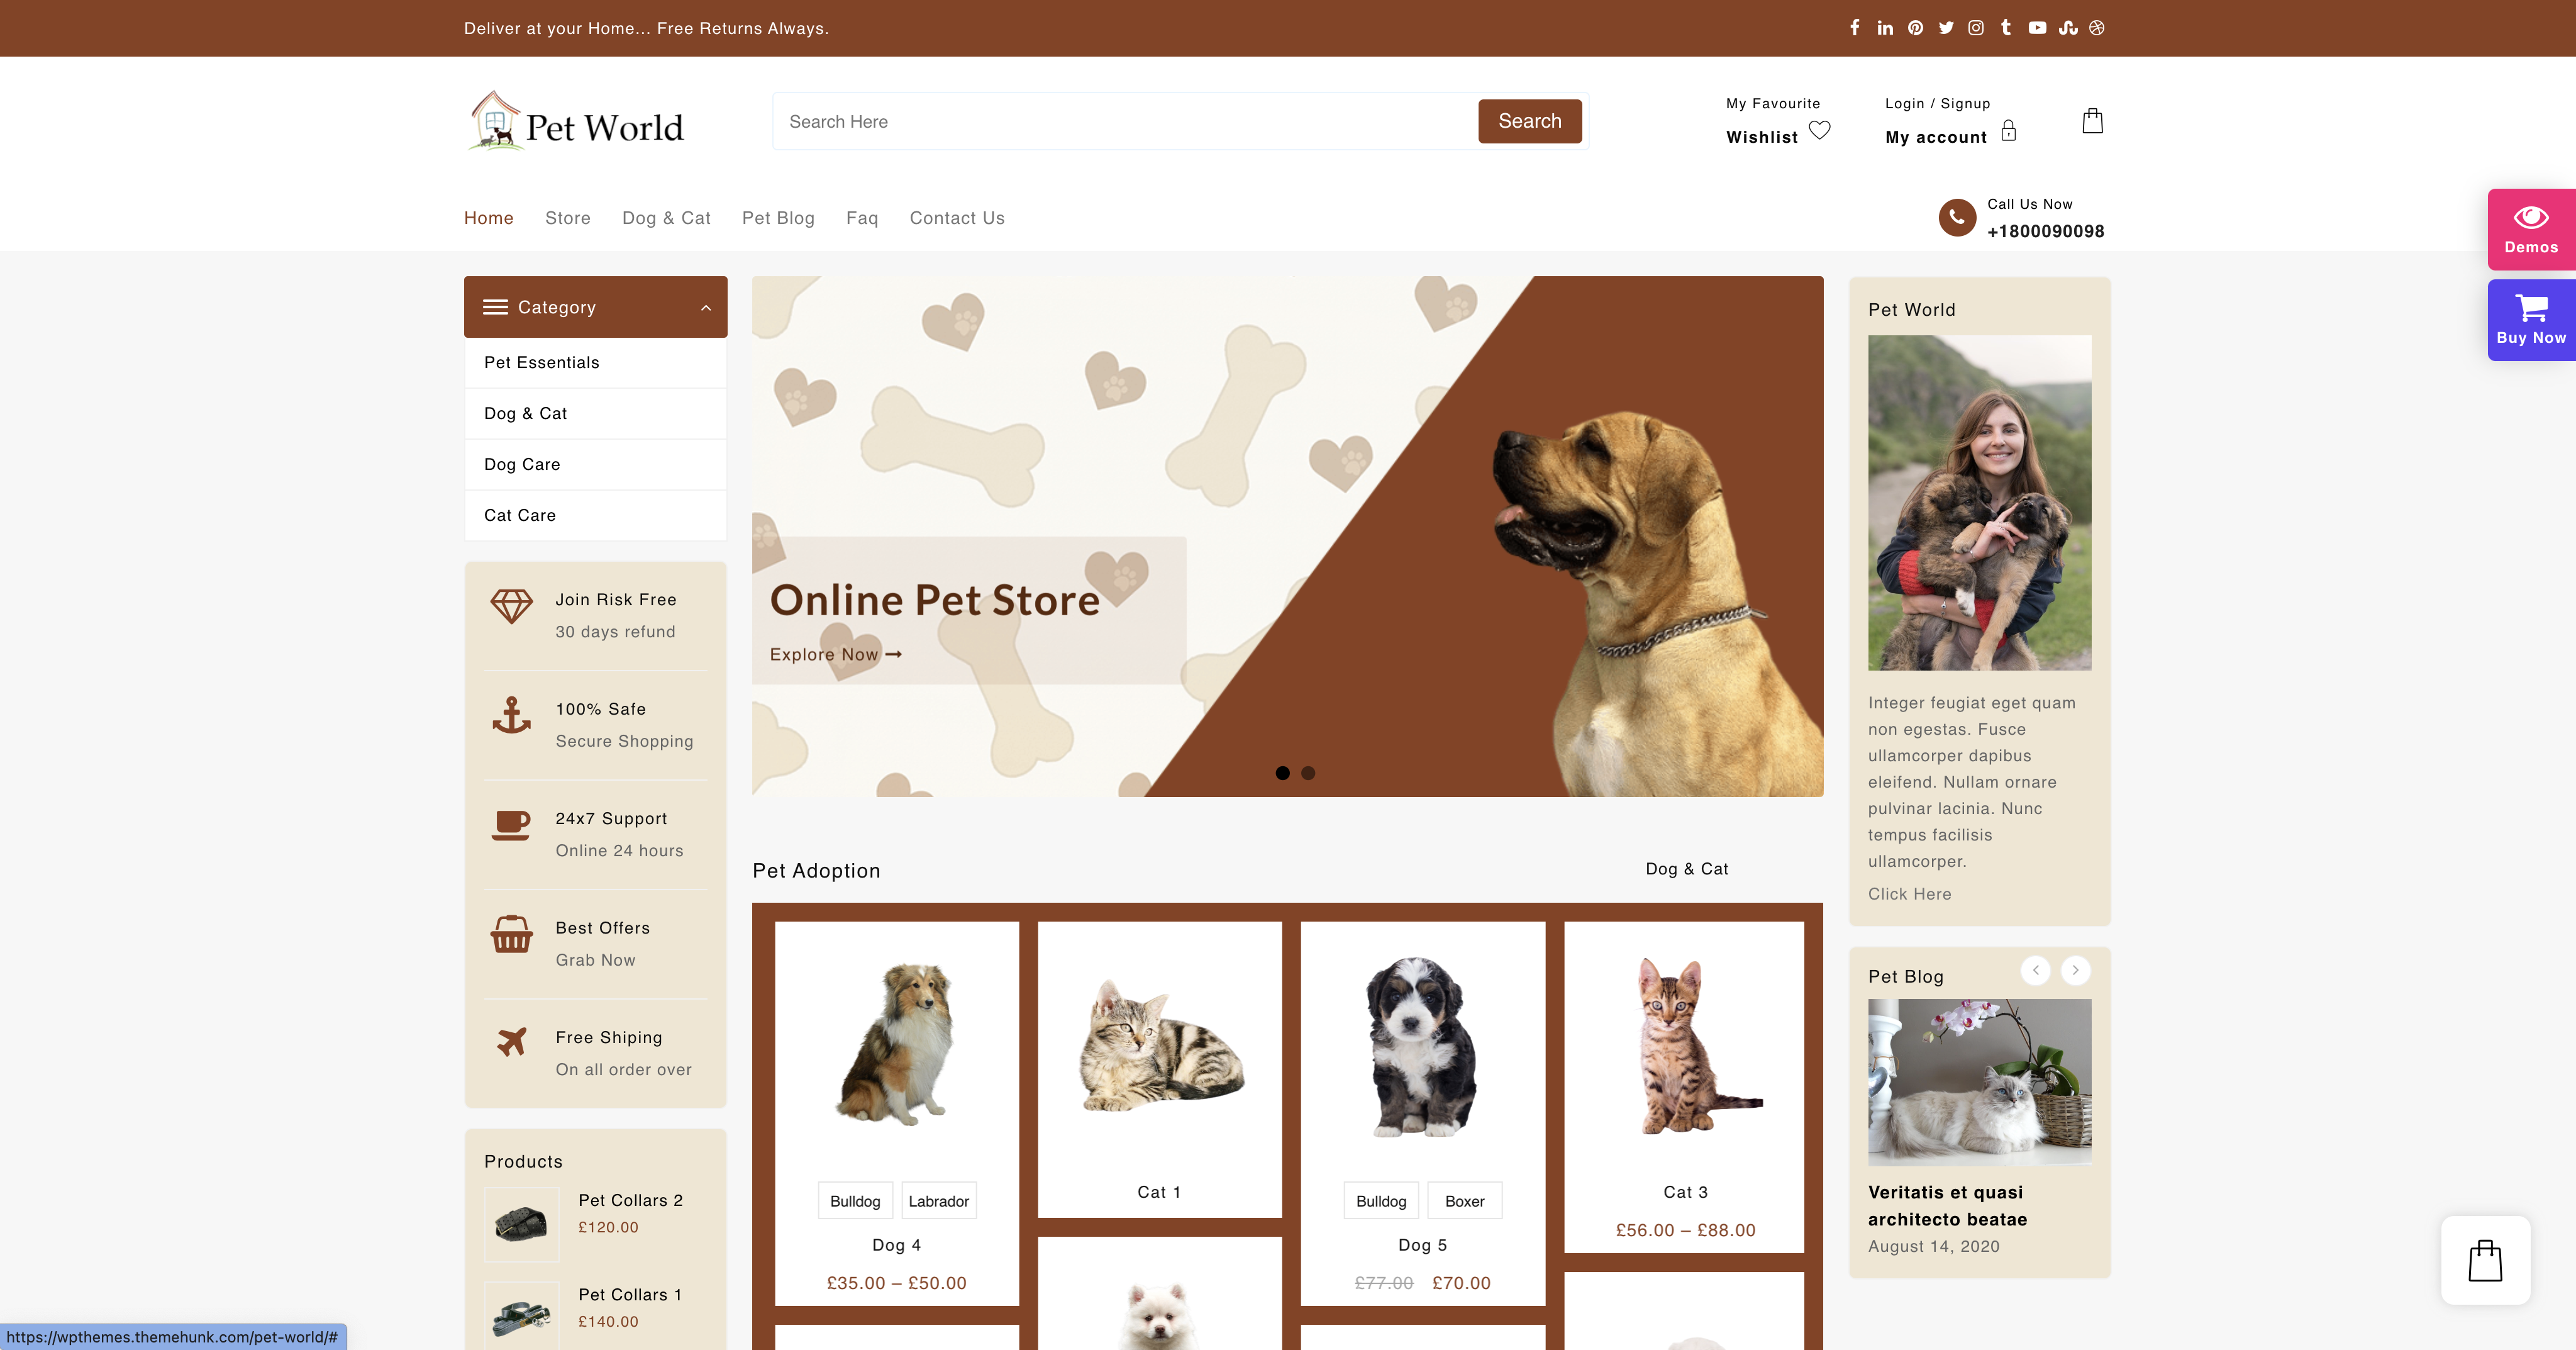 Deliver at your Home... Free Returns Always.
Pet World
Search Here
Search
My Favourite
Wishlist
Login / Signup
My account
Home
Store
Dog & Cat
Pet Blog
Faq
Contact Us
Call Us Now
+1800090098
Demos
Buy Now
Category
Pet Essentials
Dog & Cat
Dog Care
Cat Care
Join Risk Free
30 days refund
100% Safe
Secure Shopping
24x7 Support
Online 24 hours
Best Offers
Grab Now
Free Shiping
On all order over
Products
Pet Collars 2
£120.00
Pet Collars 1
£140.00
Online Pet Store
Explore Now
Pet Adoption
Dog & Cat
Bulldog
Labrador
Dog 4
£35.00 – £50.00
Cat 1
Bulldog
Boxer
Dog 5
£77.00 £70.00
Cat 3
£56.00 – £88.00
Pet World
Integer feugiat eget quam
non egestas. Fusce
ullamcorper dapibus
eleifend. Nullam ornare
pulvinar lacinia. Nunc
tempus facilisis
ullamcorper.
Click Here
Pet Blog
Veritatis et quasi
architecto beatae
August 14, 2020
https://wpthemes.themehunk.com/pet-world/#